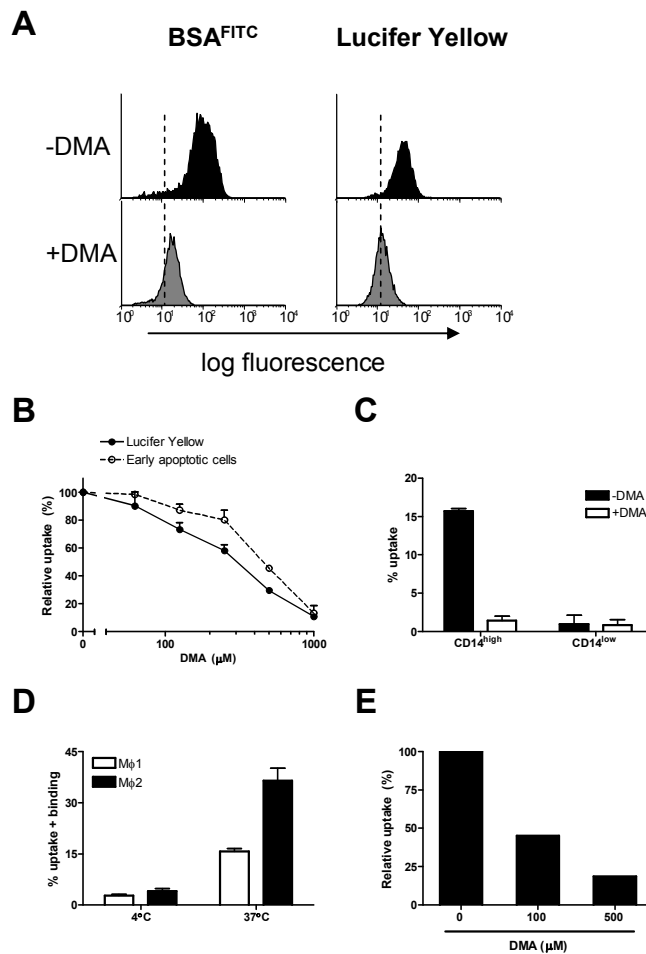 A
BSAFITC Lucifer Yellow
-DMA
+DMA
10⁰ 10¹ 10² 10³ 10⁴ 10⁰ 10¹ 10² 10³ 10⁴
log fluorescence
B
Lucifer Yellow
Early apoptotic cells
Relative uptake (%)
100
80
60
40
20
0
0 100 1000
DMA (µM)
C
-DMA
+DMA
% uptake
20
15
10
5
0
CD14high CD14low
D
Mϕ1
Mϕ2
% uptake + binding
45
30
15
0
4ºC 37ºC
E
Relative uptake (%)
100
75
50
25
0
0 100 500
DMA (µM)